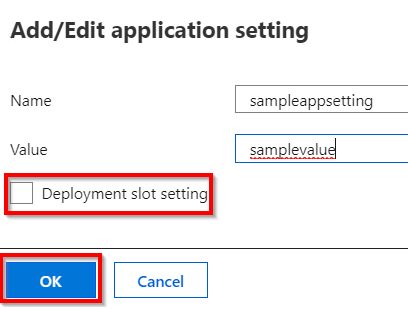 Add/Edit application setting
Name sampleappsetting
Value samplevalue
Deployment slot setting
OK Cancel